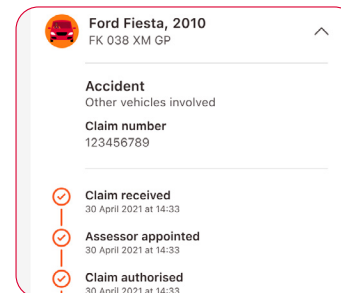 Ford Fiesta, 2010
FK 038 XM GP
Accident
Other vehicles involved
Claim number
123456789
Claim received
30 April 2021 at 14:33
Assessor appointed
30 April 2021 at 14:33
Claim authorised
30 April 2021 at 14:33